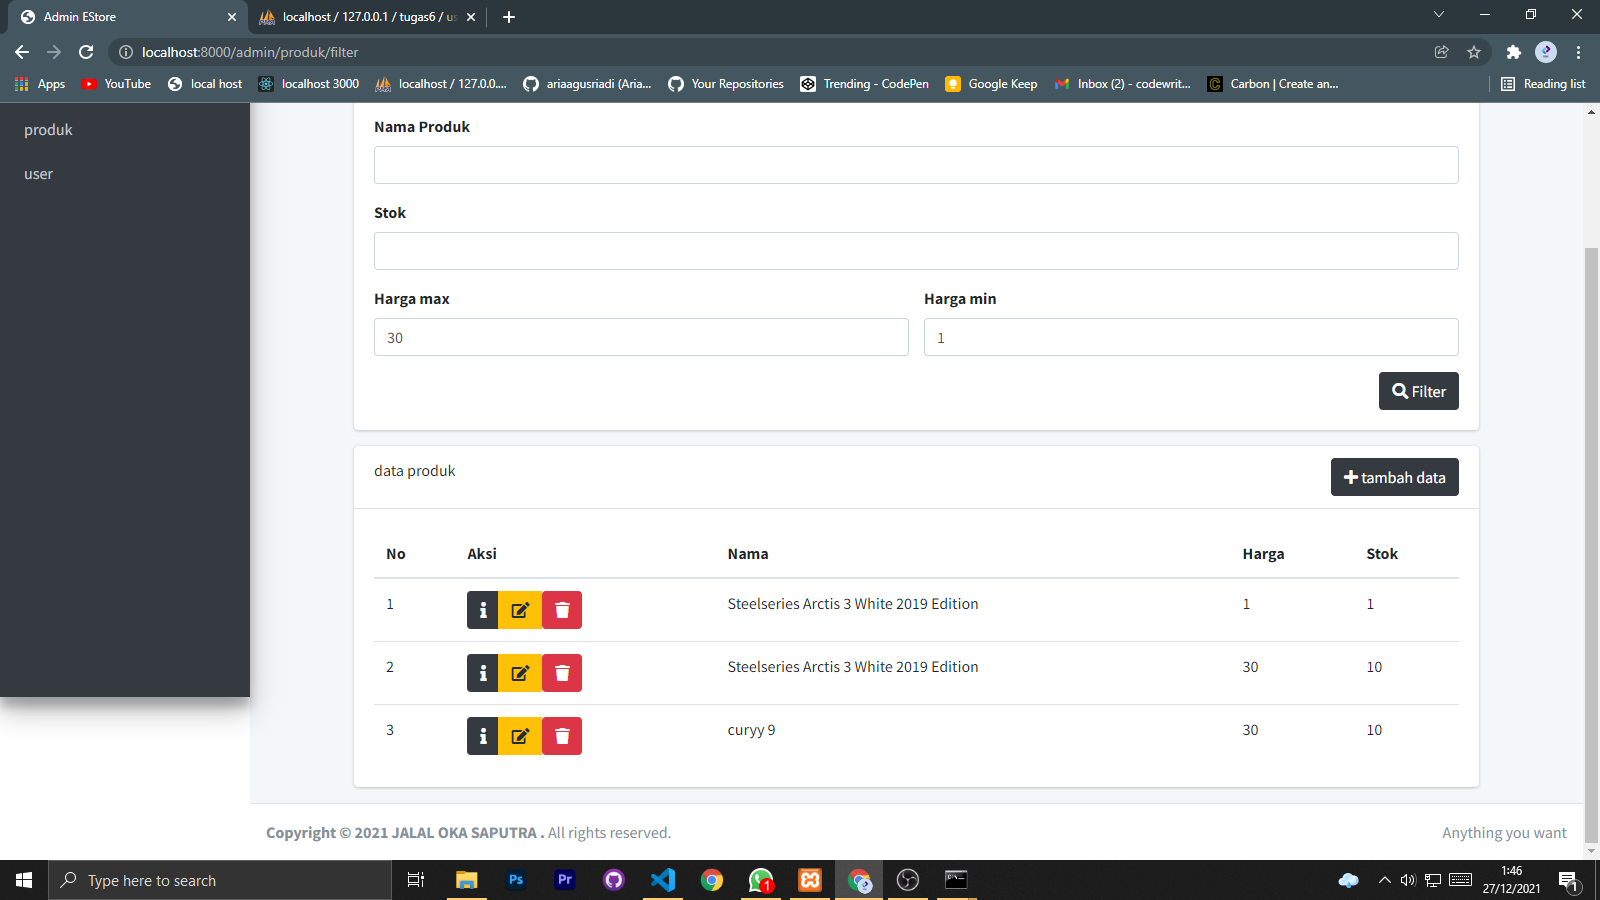 Admin EStore
localhost / 127.0.0.1 / tugas6 / us
localhost:8000/admin/produk/filter
Apps
YouTube
local host
localhost 3000
localhost / 127.0.0....
ariaagusriadi (Aria...
Your Repositories
Trending - CodePen
Google Keep
Inbox (2) - codewrit...
Carbon | Create an...
Reading list
produk
user
Nama Produk
Stok
Harga max
Harga min
30
1
Filter
data produk
tambah data
No Aksi Nama Harga Stok
1 Steelseries Arctis 3 White 2019 Edition 1 1
2 Steelseries Arctis 3 White 2019 Edition 30 10
3 curyy 9 30 10
Copyright © 2021 JALAL OKA SAPUTRA . All rights reserved.
Anything you want
Type here to search
Ps
Pr
1
1:46
27/12/2021
1